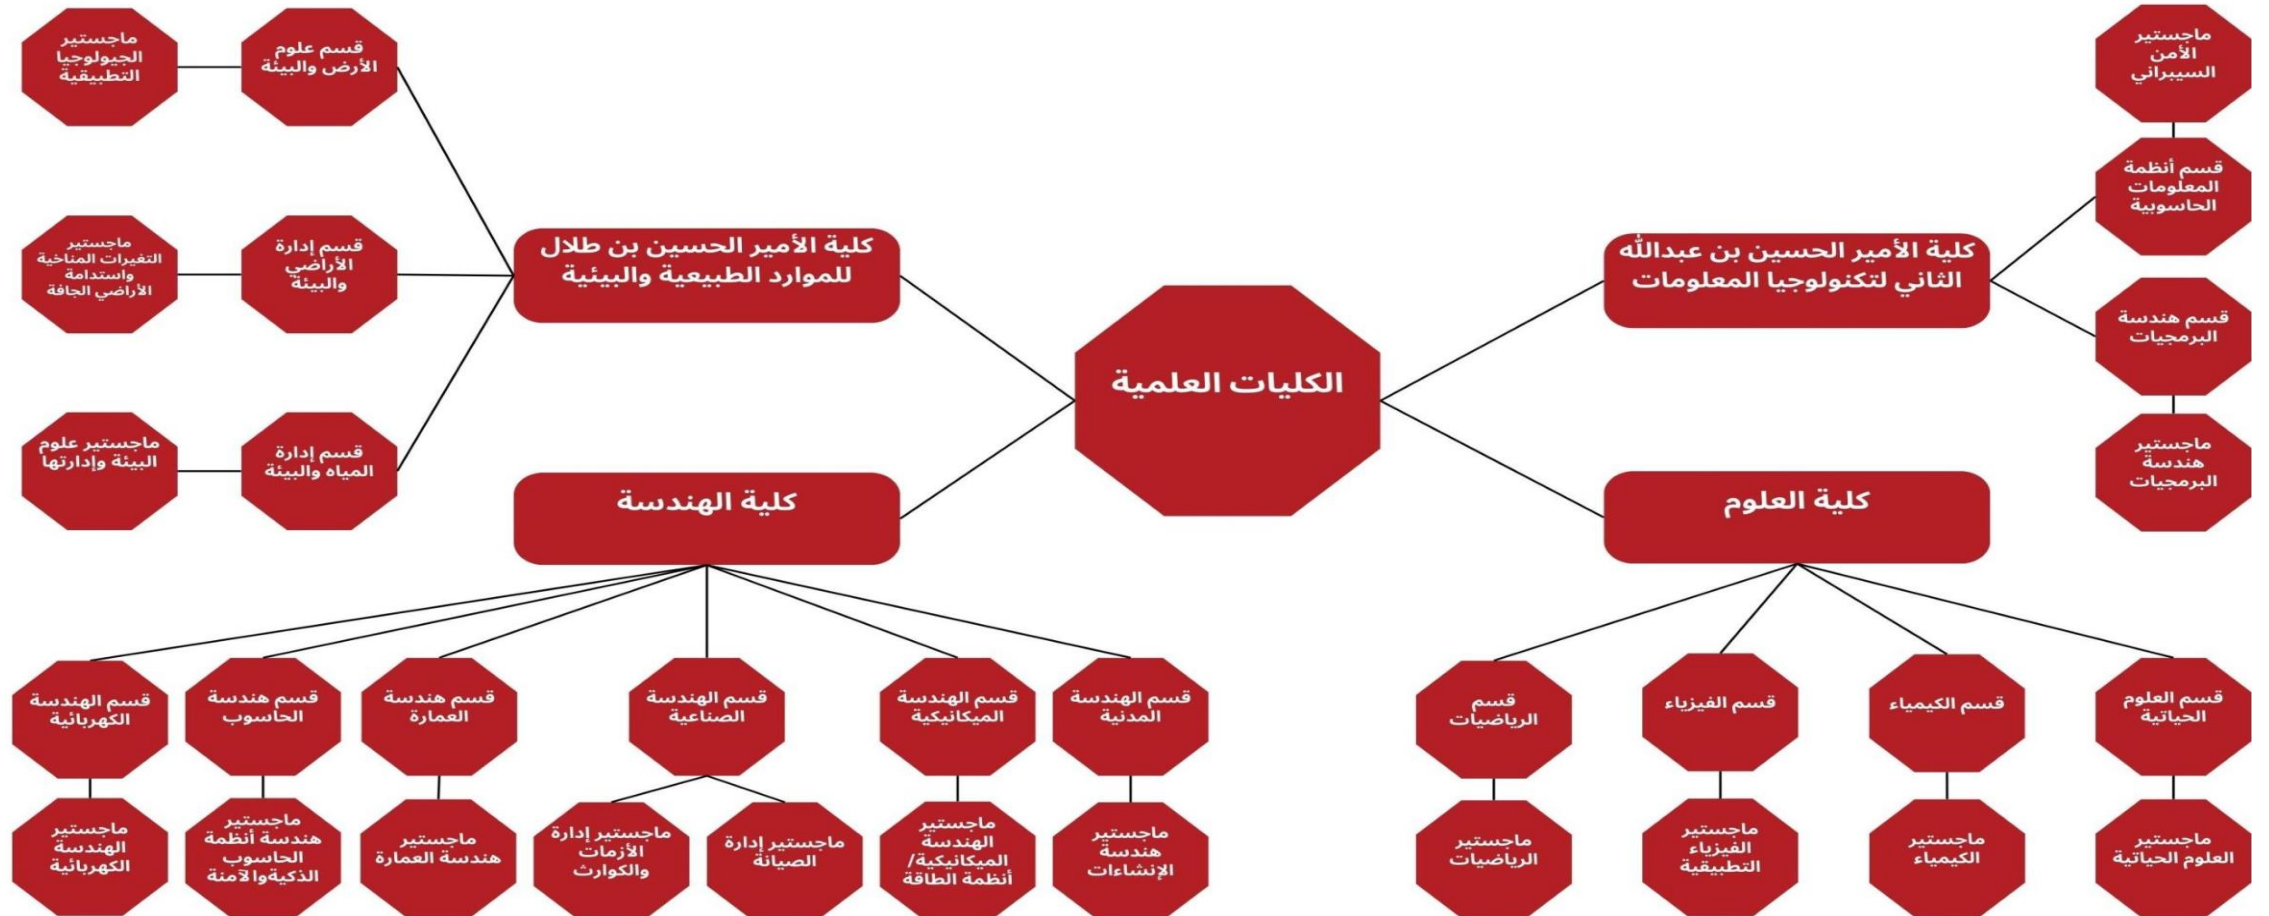 الكليات العلمية
كلية الأمير الحسين بن عبدالله
الثاني لتكنولوجيا المعلومات
ماجستير
الأمن
السيبراني
قسم أنظمة
المعلومات
الحاسوبية
قسم هندسة
البرمجيات
ماجستير
هندسة
البرمجيات
كلية العلوم
قسم العلوم
الحياتية
ماجستير
العلوم الحياتية
قسم الكيمياء
ماجستير
الكيمياء
قسم الفيزياء
ماجستير
الفيزياء
التطبيقية
قسم
الرياضيات
ماجستير
الرياضيات
كلية الأمير الحسين بن طلال
للموارد الطبيعية والبيئية
قسم علوم
الأرض والبيئة
ماجستير
الجيولوجيا
التطبيقية
قسم إدارة
الأراضي
والبيئة
ماجستير
التغيرات المناخية
واستدامة
الأراضي الجافة
قسم إدارة
المياه والبيئة
ماجستير علوم
البيئة وإدارتها
كلية الهندسة
قسم الهندسة
المدنية
ماجستير
هندسة
الإنشاءات
قسم الهندسة
الميكانيكية
ماجستير
الهندسة
الميكانيكية/
أنظمة الطاقة
قسم الهندسة
الصناعية
ماجستير إدارة
الصيانة
ماجستير إدارة
الأزمات
والكوارث
قسم هندسة
العمارة
ماجستير
هندسة العمارة
قسم هندسة
الحاسوب
ماجستير
هندسة أنظمة
الحاسوب
الذكيةوالآمنة
قسم الهندسة
الكهربائية
ماجستير
الهندسة
الكهربائية